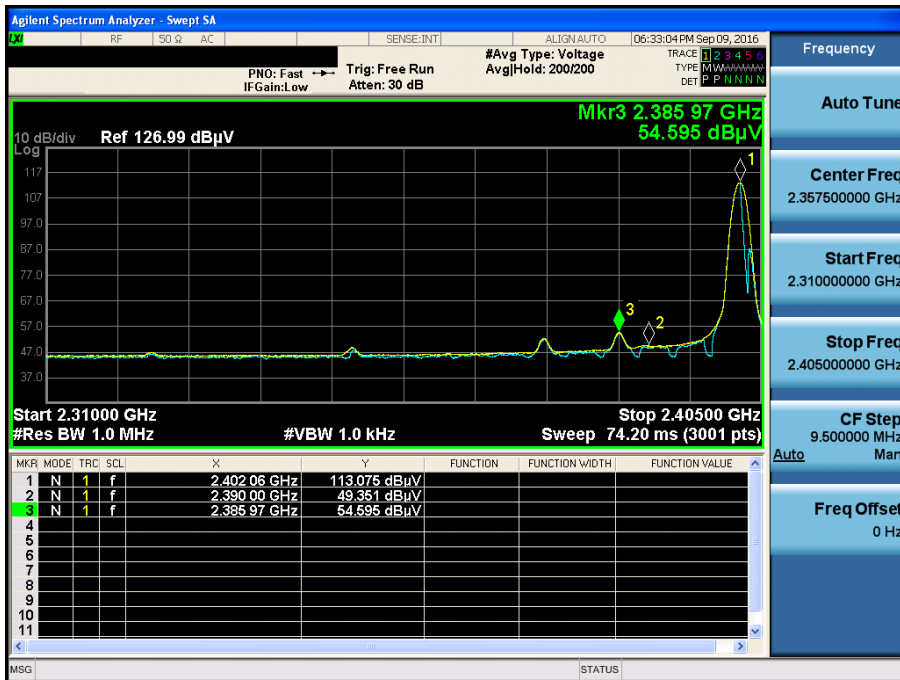 Agilent Spectrum Analyzer - Swept SA
LXI RF 50 Ω AC SENSE:INT ALIGN AUTO 06:33:04 PM Sep 09, 2016
PNO: Fast Trig: Free Run #Avg Type: Voltage TRACE 1 2 3 4 5 6
IFGain:Low Atten: 30 dB Avg|Hold: 200/200 TYPE M WWWWW
DET P P N N N N
Mkr3 2.385 97 GHz
54.595 dBµV
10 dB/div Ref 126.99 dBµV
Log
117
107
97.0
87.0
77.0
67.0
57.0
47.0
37.0
1
3
2
Start 2.31000 GHz Stop 2.40500 GHz
#Res BW 1.0 MHz #VBW 1.0 kHz Sweep 74.20 ms (3001 pts)
MKR MODE TRC SCL X Y FUNCTION FUNCTION WIDTH FUNCTION VALUE
1 N 1 f 2.402 06 GHz 113.075 dBµV
2 N 1 f 2.390 00 GHz 49.351 dBµV
3 N 1 f 2.385 97 GHz 54.595 dBµV
4
5
6
7
8
9
10
11
MSG STATUS
Frequency
Auto Tune
Center Freq
2.357500000 GHz
Start Freq
2.310000000 GHz
Stop Freq
2.405000000 GHz
CF Step
9.500000 MHz
Auto Man
Freq Offset
0 Hz